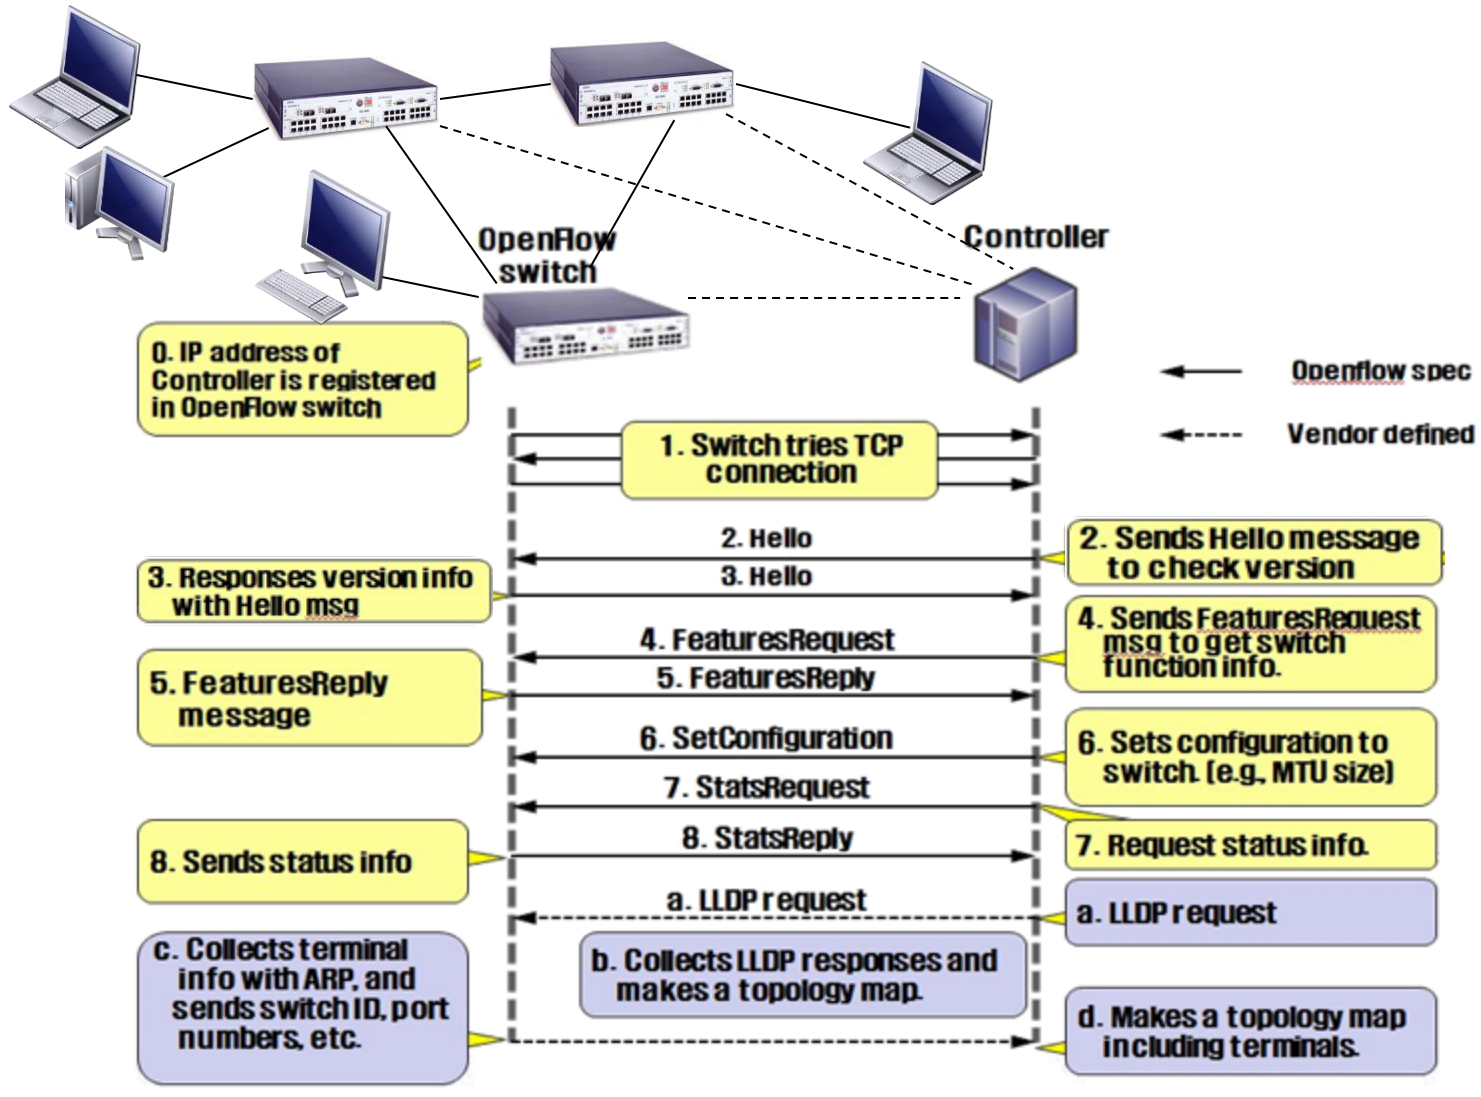 OpenFlow
switch
Controller
0. IP address of
Controller is registered
in OpenFlow switch
Openflow spec
Vendor defined
1. Switch tries TCP
connection
2. Hello
2. Sends Hello message
to check version
3. Hello
3. Responses version info
with Hello msg
4. FeaturesRequest
4. Sends FeaturesRequest
msg to get switch
function info.
5. FeaturesReply
5. FeaturesReply
message
6. SetConfiguration
6. Sets configuration to
switch. (e.g., MTU size)
7. StatsRequest
7. Request status info.
8. StatsReply
8. Sends status info
a. LLDP request
a. LLDP request
b. Collects LLDP responses and
makes a topology map.
c. Collects terminal
info with ARP, and
sends switch ID, port
numbers, etc.
d. Makes a topology map
including terminals.